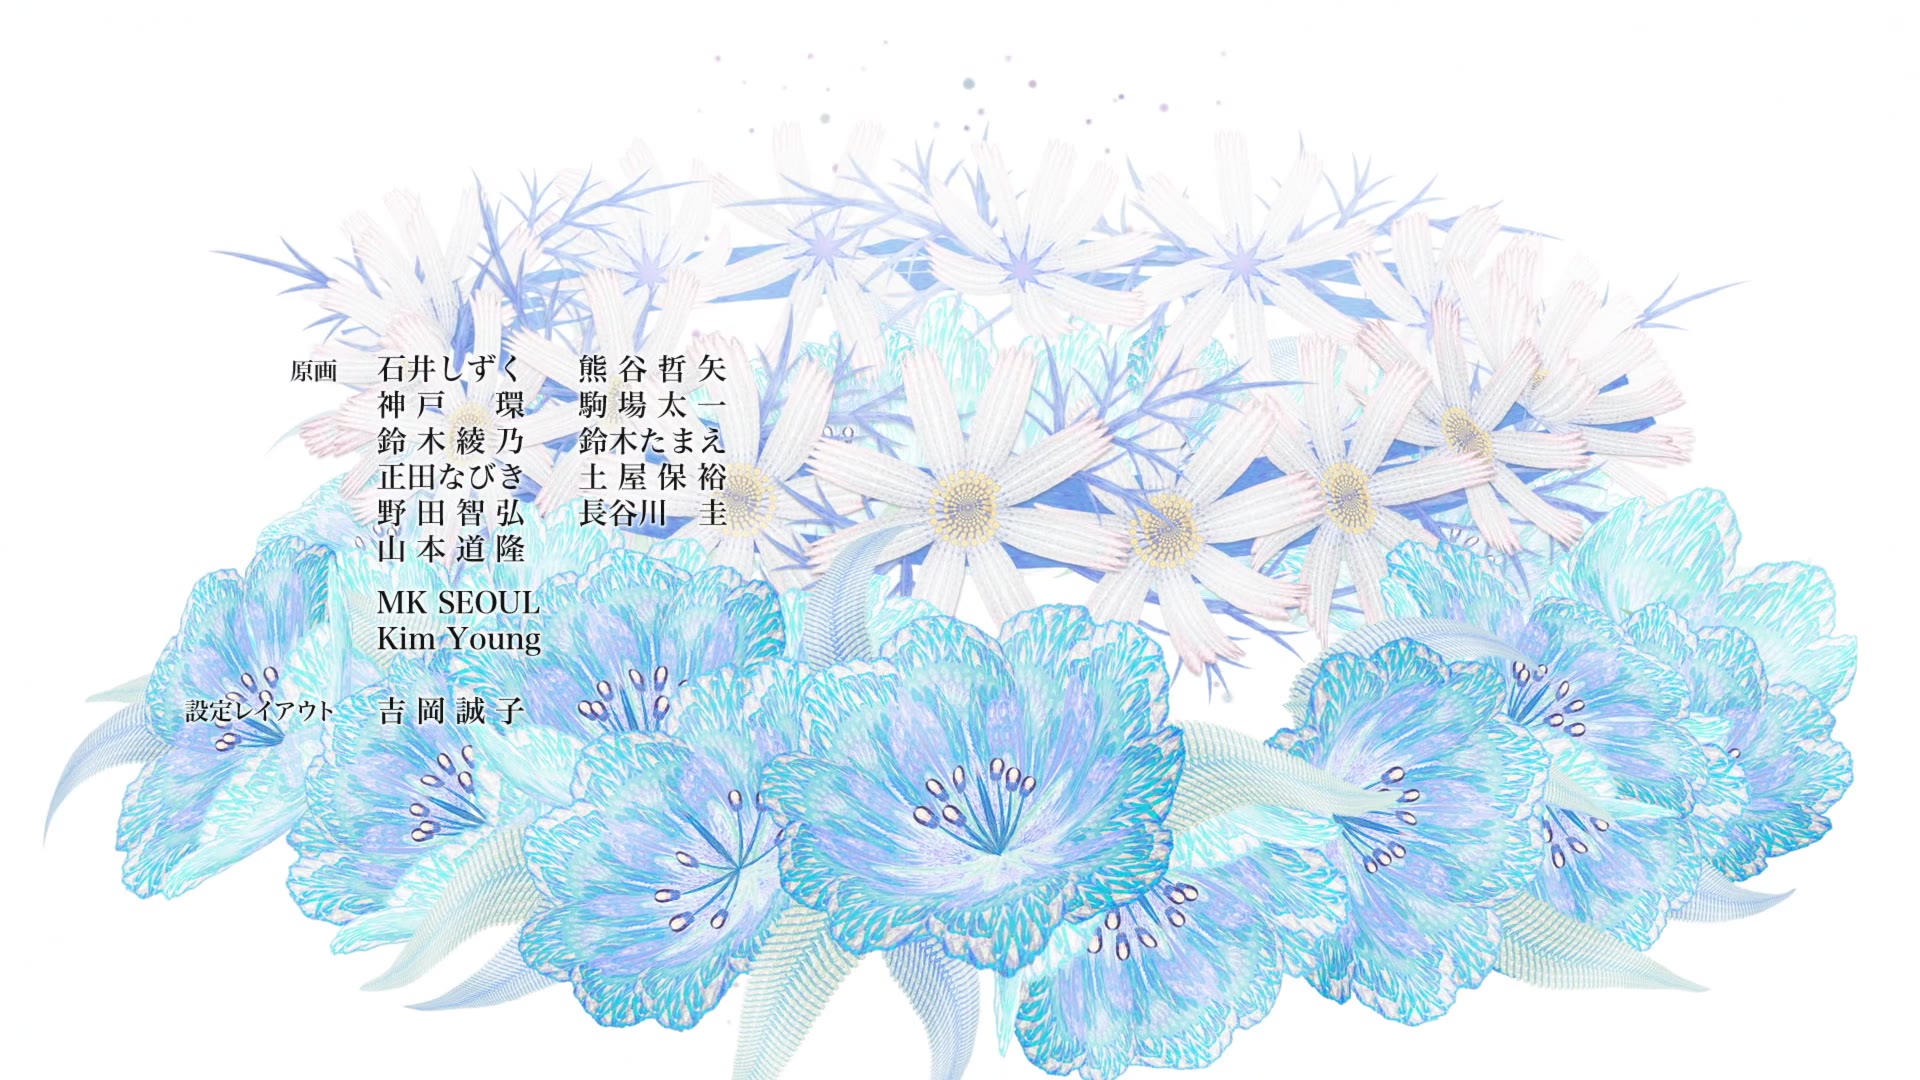 原画 石井しずく 熊谷哲矢
神戸 環 駒場太一
鈴木綾乃 鈴木たまえ
正田なびき 土屋保裕
野田智弘 長谷川 圭
山本道隆
MK SEOUL
Kim Young
設定レイアウト 吉岡誠子